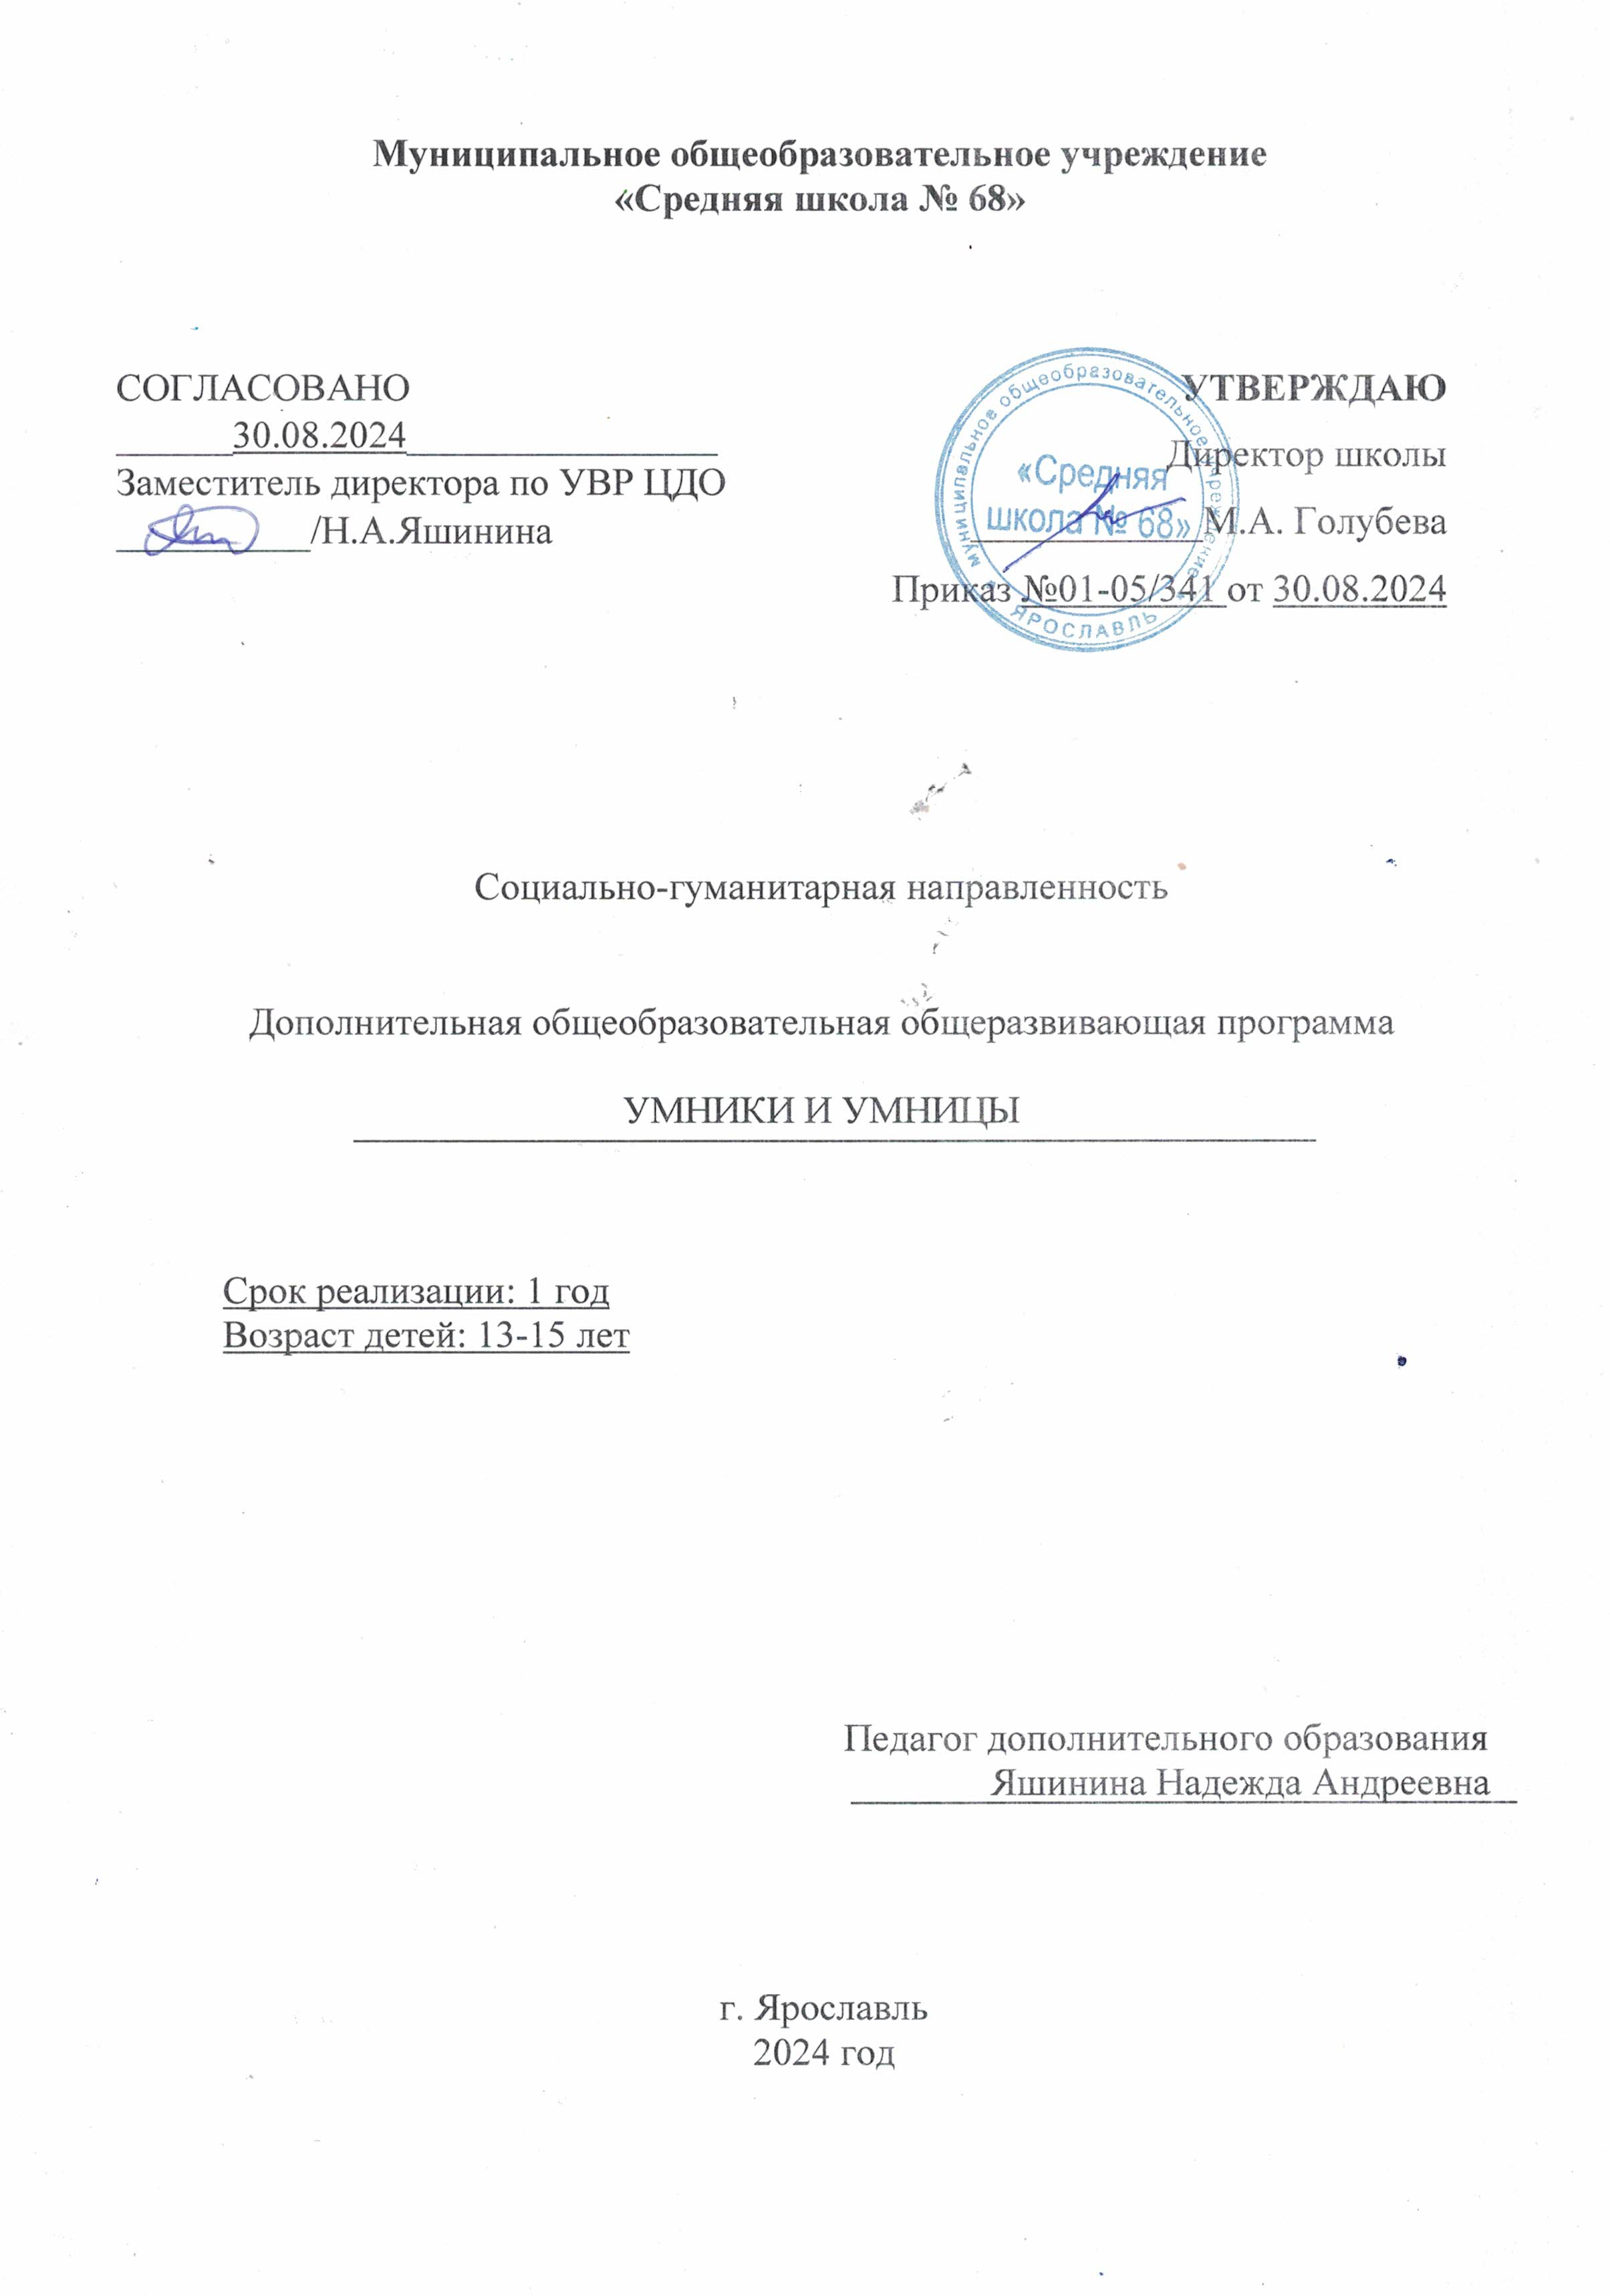 Муниципальное общеобразовательное учреждение
«Средняя школа № 68»
СОГЛАСОВАНО
30.08.2024
Заместитель директора по УВР ЦДО
/Н.А.Яшинина
УТВЕРЖДАЮ
Директор школы
М.А. Голубева
Приказ №01-05/341 от 30.08.2024
муниципальное общеобразовательное учреждение
«Средняя
школа № 68»
ЯРОСЛАВЛЬ
Социально-гуманитарная направленность
Дополнительная общеобразовательная общеразвивающая программа
УМНИКИ И УМНИЦЫ
Срок реализации: 1 год
Возраст детей: 13-15 лет
Педагог дополнительного образования
Яшинина Надежда Андреевна
г. Ярославль
2024 год